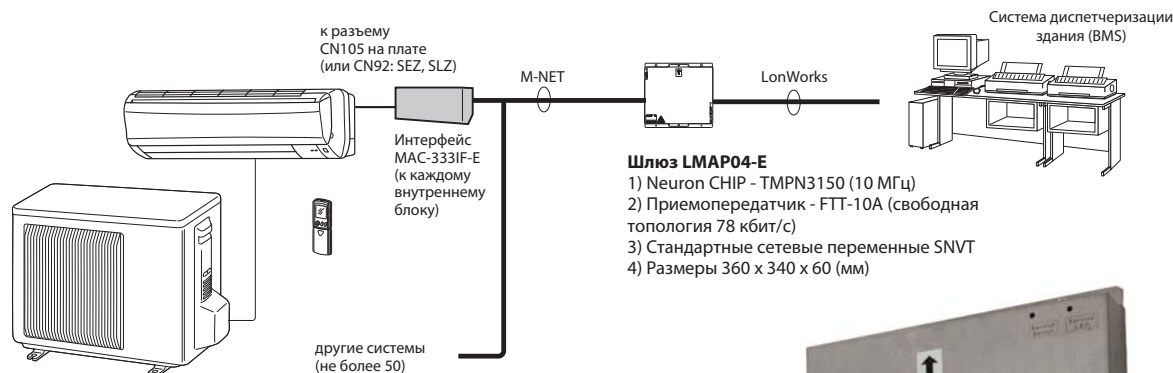 к разъему
CN105 на плате
(или CN92: SEZ, SLZ)
Интерфейс
MAC-333IF-E
(к каждому
внутреннему
блоку)
другие системы
(не более 50)
M-NET
LonWorks
Шлюз LMAP04-E
1) Neuron CHIP - TMPN3150 (10 МГц)
2) Приемопередатчик - FTT-10A (свободная
топология 78 кбит/с)
3) Стандартные сетевые переменные SNVT
4) Размеры 360 x 340 x 60 (мм)
Система диспетчеризации
здания (BMS)